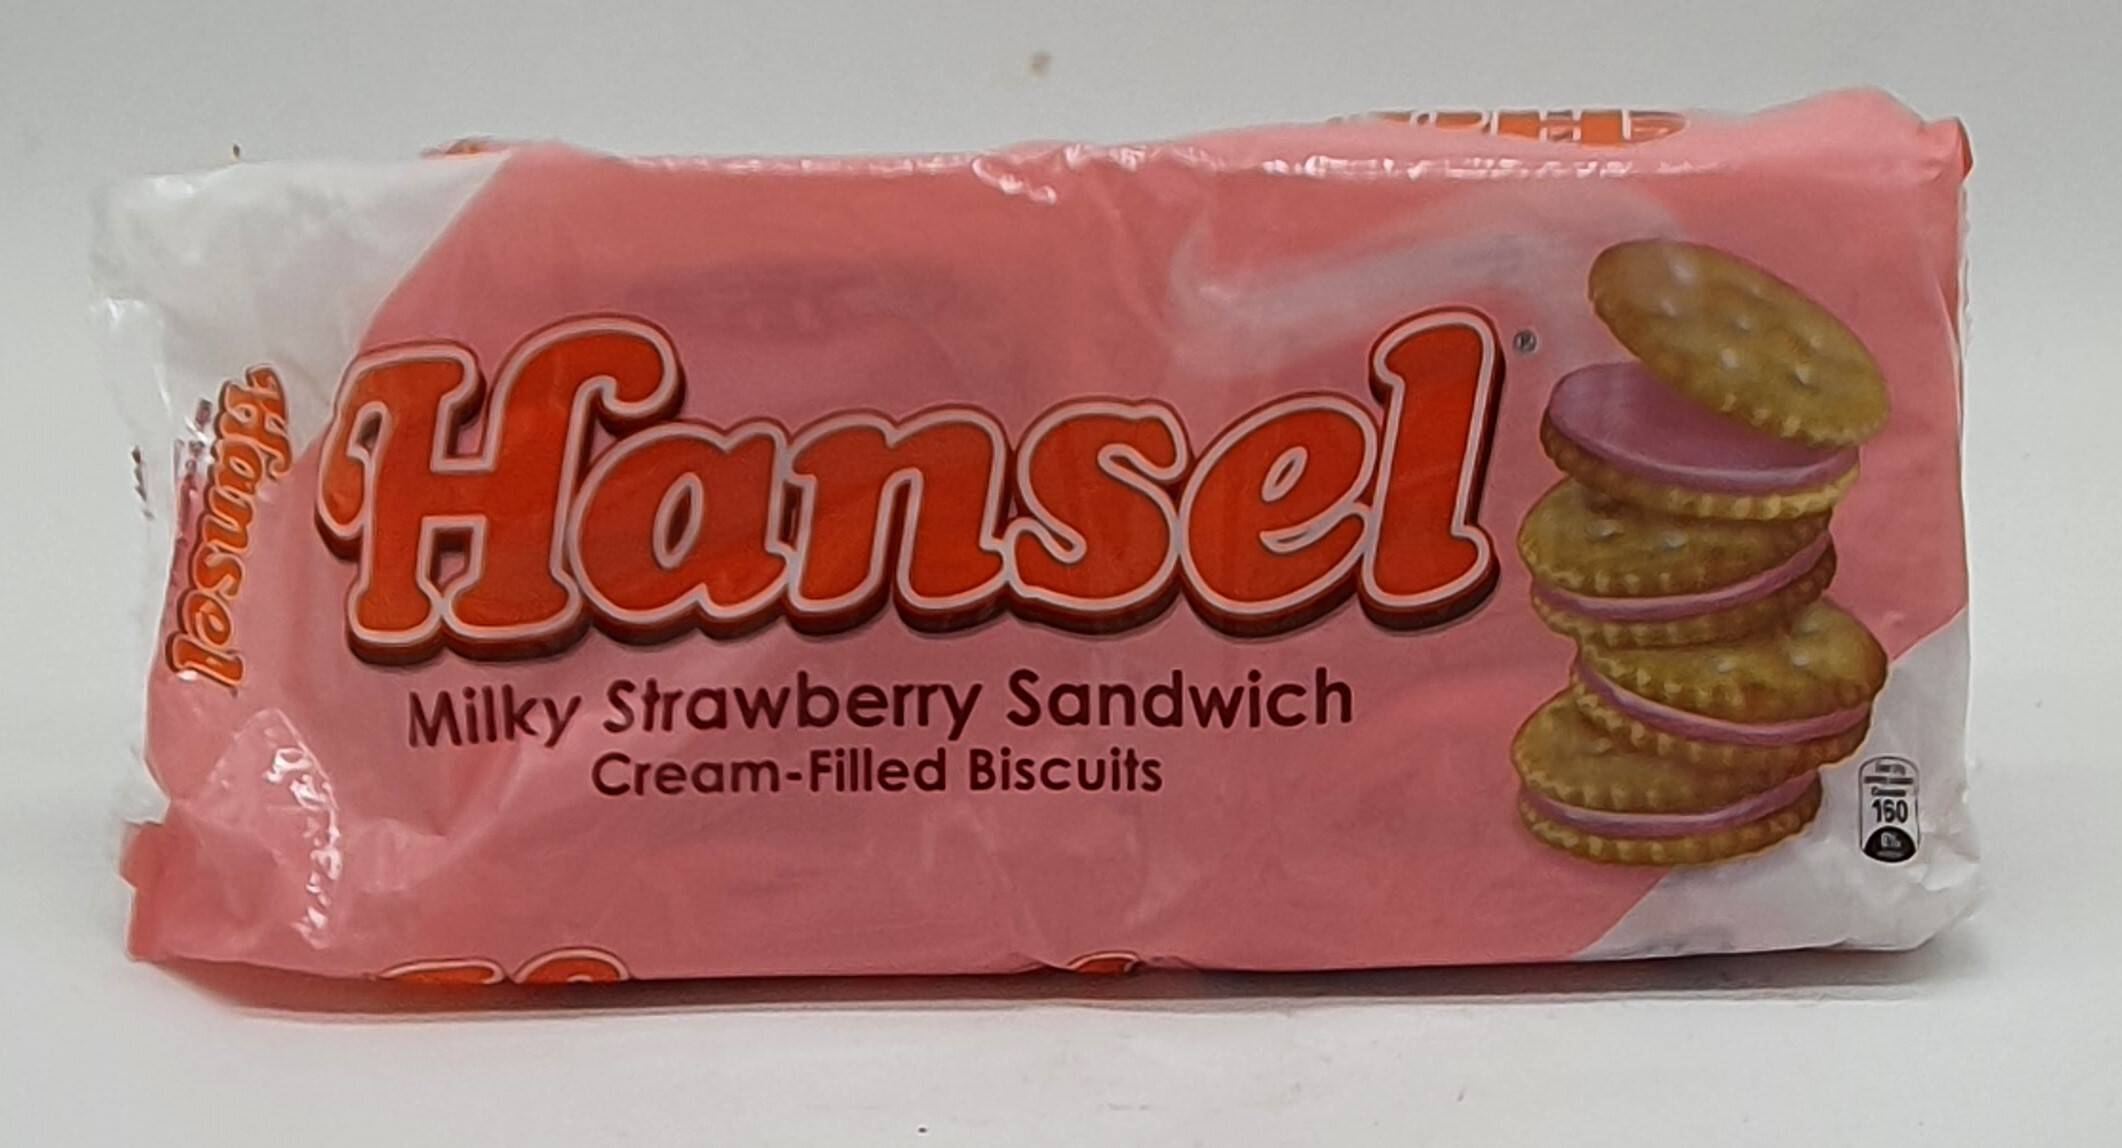 Hansel
Hansel
®
Milky Strawberry Sandwich
Cream-Filled Biscuits
160